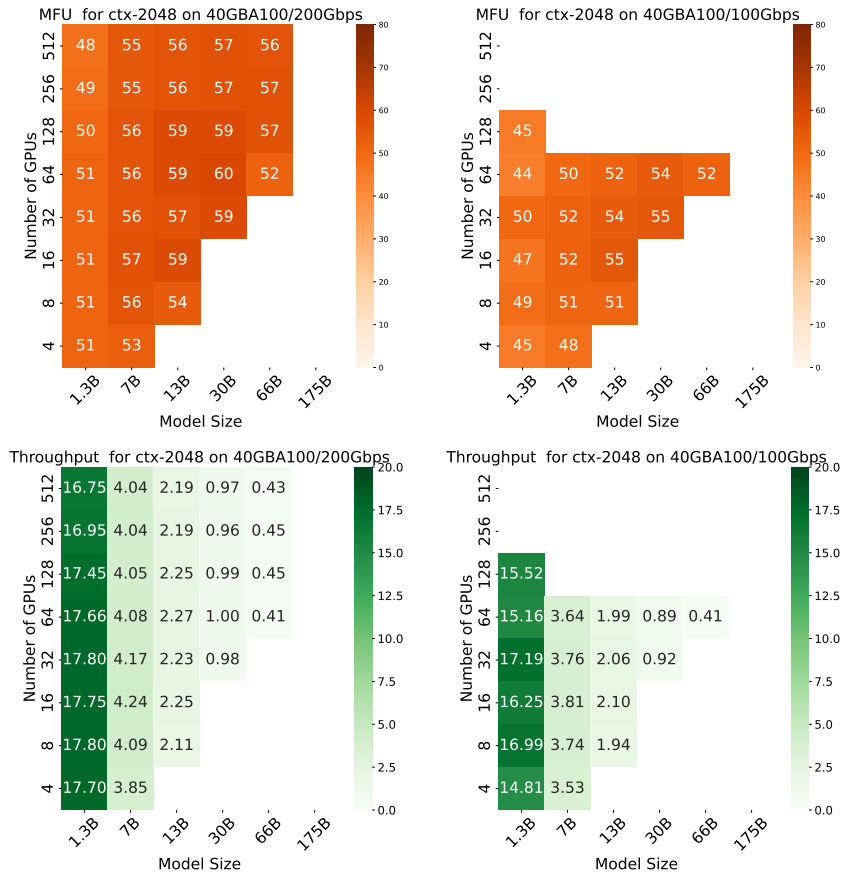 MFU  for ctx-2048 on 40GBA100/200Gbps
Number of GPUs
512 48 55 56 57 56
256 49 55 56 57 57
128 50 56 59 59 57
64 51 56 59 60 52
32 51 56 57 59
16 51 57 59
8 51 56 54
4 51 53
1.3B 7B 13B 30B 66B 175B
Model Size
80
70
60
50
40
30
20
10
0
MFU  for ctx-2048 on 40GBA100/100Gbps
Number of GPUs
512
256
128 45
64 44 50 52 54 52
32 50 52 54 55
16 47 52 55
8 49 51 51
4 45 48
1.3B 7B 13B 30B 66B 175B
Model Size
80
70
60
50
40
30
20
10
0
Throughput  for ctx-2048 on 40GBA100/200Gbps
Number of GPUs
512 16.75 4.04 2.19 0.97 0.43
256 16.95 4.04 2.19 0.96 0.45
128 17.45 4.05 2.25 0.99 0.45
64 17.66 4.08 2.27 1.00 0.41
32 17.80 4.17 2.23 0.98
16 17.75 4.24 2.25
8 17.80 4.09 2.11
4 17.70 3.85
1.3B 7B 13B 30B 66B 175B
Model Size
20.0
17.5
15.0
12.5
10.0
7.5
5.0
2.5
0.0
Throughput  for ctx-2048 on 40GBA100/100Gbps
Number of GPUs
512
256
128 15.52
64 15.16 3.64 1.99 0.89 0.41
32 17.19 3.76 2.06 0.92
16 16.25 3.81 2.10
8 16.99 3.74 1.94
4 14.81 3.53
1.3B 7B 13B 30B 66B 175B
Model Size
20.0
17.5
15.0
12.5
10.0
7.5
5.0
2.5
0.0